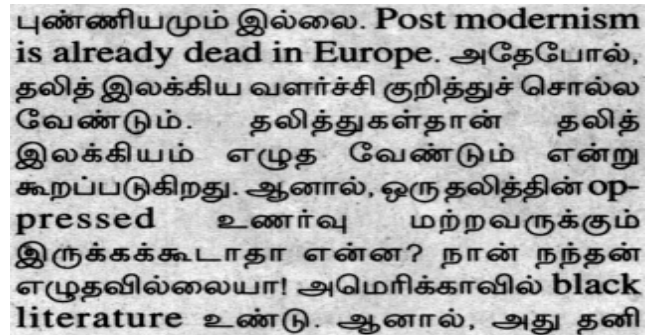 புண்ணியமும் இல்லை. Post modernism
is already dead in Europe. அதேபோல்,
தலித் இலக்கிய வளர்ச்சி குறித்துச் சொல்ல
வேண்டும். தலித்துகள்தான் தலித்
இலக்கியம் எழுத வேண்டும் என்று
கூறப்படுகிறது. ஆனால், ஒரு தலித்தின் op-
pressed உணர்வு மற்றவருக்கும்
இருக்கக்கூடாதா என்ன? நான் நந்தன்
எழுதவில்லையா! அமெரிக்காவில் black
literature உண்டு. ஆனால், அது தனி